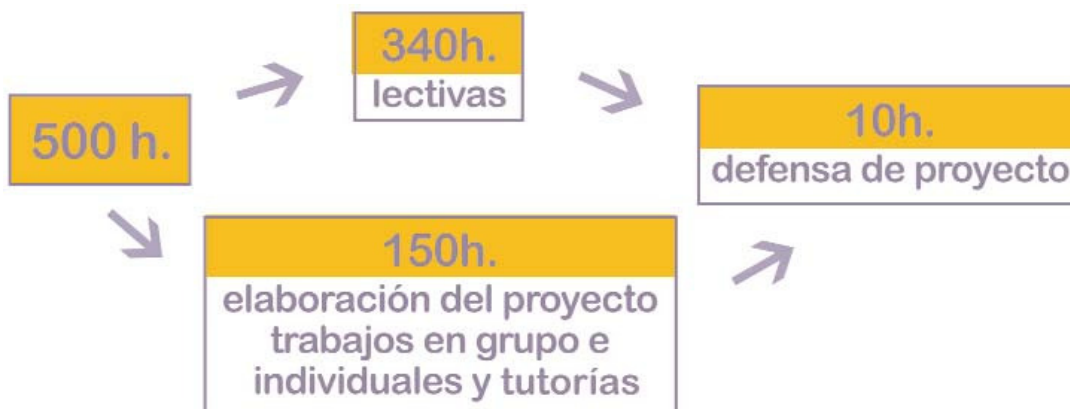 500 h.
340h.
lectivas
150h.
elaboración del proyecto
trabajos en grupo e
individuales y tutorías
10h.
defensa de proyecto